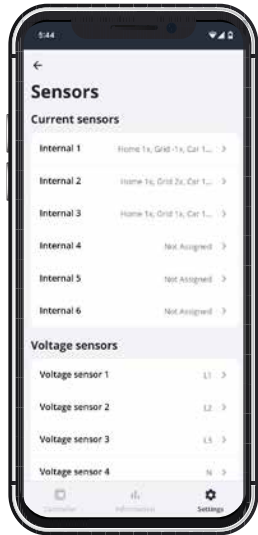 5:44
Sensors
Current sensors
Internal 1 Home 1x, Grid -1x, Car 1...
Internal 2 Home 1x, Grid 2x, Car 1...
Internal 3 Home 1x, Grid 1x, Car 1...
Internal 4 Not Assigned
Internal 5 Not Assigned
Internal 6 Not Assigned
Voltage sensors
Voltage sensor 1 L1
Voltage sensor 2 L2
Voltage sensor 3 L3
Voltage sensor 4 N
Controller Information Settings